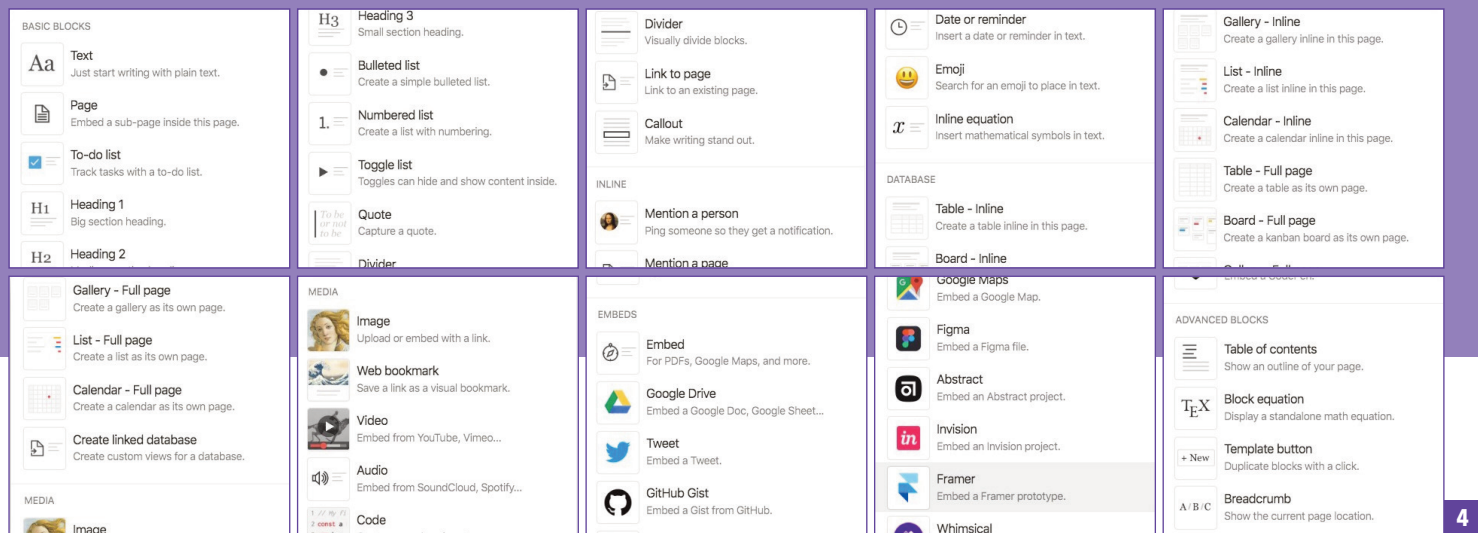 BASIC BLOCKS
Aa
Text
Just start writing with plain text.
Page
Embed a sub-page inside this page.
To-do list
Track tasks with a to-do list.
H1
Heading 1
Big section heading.
H2
Heading 2
H3
Heading 3
Small section heading.
Bulleted list
Create a simple bulleted list.
1.
Numbered list
Create a list with numbering.
Toggle list
Toggles can hide and show content inside.
To be
or not
to be
Quote
Capture a quote.
Divider
Divider
Visually divide blocks.
Link to page
Link to an existing page.
Callout
Make writing stand out.
INLINE
Mention a person
Ping someone so they get a notification.
Mention a page
Date or reminder
Insert a date or reminder in text.
Emoji
Search for an emoji to place in text.
x
Inline equation
Insert mathematical symbols in text.
DATABASE
Table - Inline
Create a table inline in this page.
Board - Inline
Gallery - Inline
Create a gallery inline in this page.
List - Inline
Create a list inline in this page.
Calendar - Inline
Create a calendar inline in this page.
Table - Full page
Create a table as its own page.
Board - Full page
Create a kanban board as its own page.
Gallery - Full page
Create a gallery as its own page.
List - Full page
Create a list as its own page.
Calendar - Full page
Create a calendar as its own page.
Create linked database
Create custom views for a database.
MEDIA
Image
MEDIA
Image
Upload or embed with a link.
Web bookmark
Save a link as a visual bookmark.
Video
Embed from YouTube, Vimeo...
Audio
Embed from SoundCloud, Spotify...
2 const a
Code
EMBEDS
Embed
For PDFs, Google Maps, and more.
Google Drive
Embed a Google Doc, Google Sheet...
Tweet
Embed a Tweet.
GitHub Gist
Embed a Gist from GitHub.
Google Maps
Embed a Google Map.
Figma
Embed a Figma file.
Abstract
Embed an Abstract project.
in
Invision
Embed an Invision project.
Framer
Embed a Framer prototype.
Whimsical
ADVANCED BLOCKS
Table of contents
Show an outline of your page.
TEX
Block equation
Display a standalone math equation.
+ New
Template button
Duplicate blocks with a click.
A/B/C
Breadcrumb
Show the current page location.
4